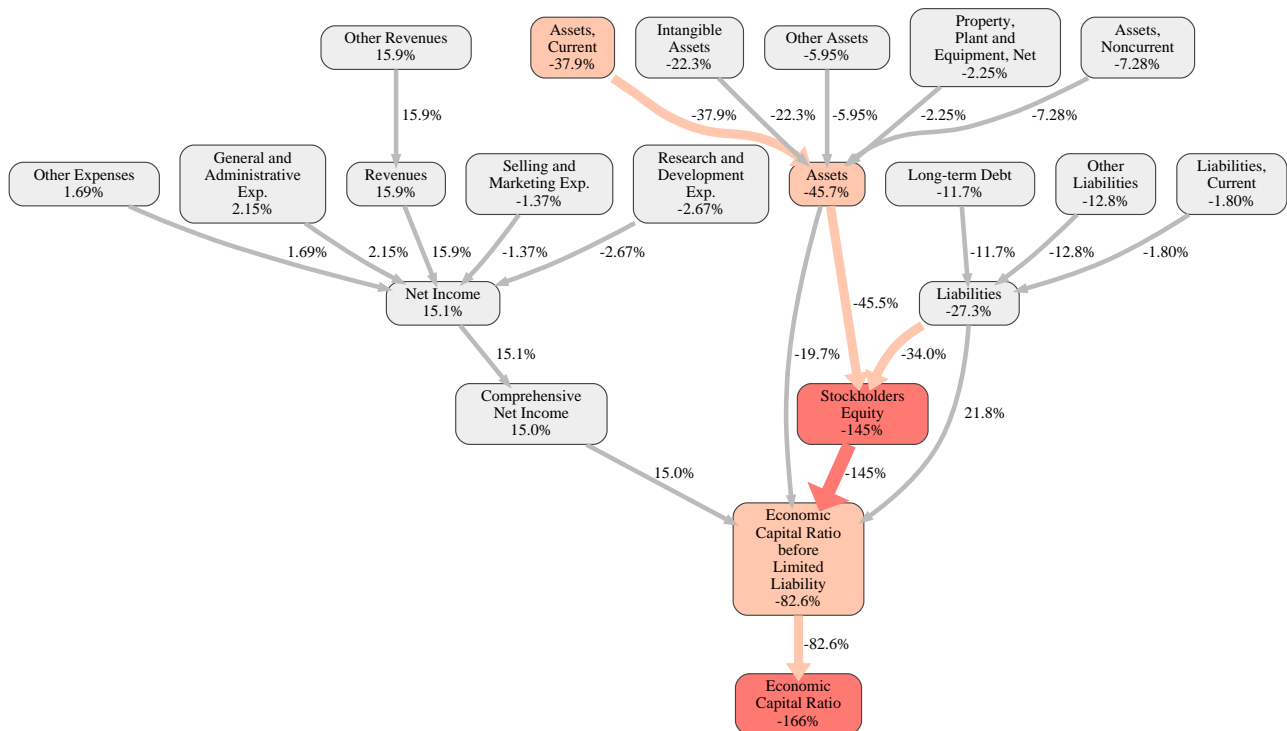 Other Revenues
15.9%
Assets,
Current
-37.9%
Intangible
Assets
-22.3%
Other Assets
-5.95%
Property,
Plant and
Equipment, Net
-2.25%
Assets,
Noncurrent
-7.28%
15.9%
-37.9%
-22.3%
-5.95%
-2.25%
-7.28%
Other Expenses
1.69%
General and
Administrative
Exp.
2.15%
Revenues
15.9%
Selling and
Marketing Exp.
-1.37%
Research and
Development
Exp.
-2.67%
Assets
-45.7%
Long-term Debt
-11.7%
Other
Liabilities
-12.8%
Liabilities,
Current
-1.80%
1.69%
2.15%
15.9%
-1.37%
-2.67%
-11.7%
-12.8%
-1.80%
Net Income
15.1%
-45.5%
Liabilities
-27.3%
15.1%
-19.7%
-34.0%
Comprehensive
Net Income
15.0%
Stockholders
Equity
-145%
21.8%
15.0%
-145%
Economic
Capital Ratio
before
Limited
Liability
-82.6%
-82.6%
Economic
Capital Ratio
-166%